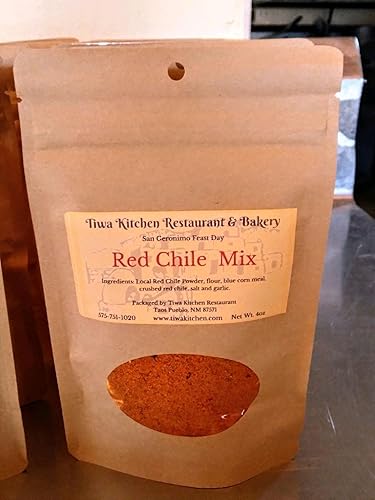 Tiwa Kitchen Restaurant & Bakery
San Geronimo Feast Day
Red Chile Mix
Ingredients: Local Red Chile Powder, flour, blue corn meal,
crushed red chile, salt and garlic.
Packaged by Tiwa Kitchen Restaurant
Taos Pueblo, NM 87571
575-751-1020 www.tiwakitchen.com Net Wt. 4oz